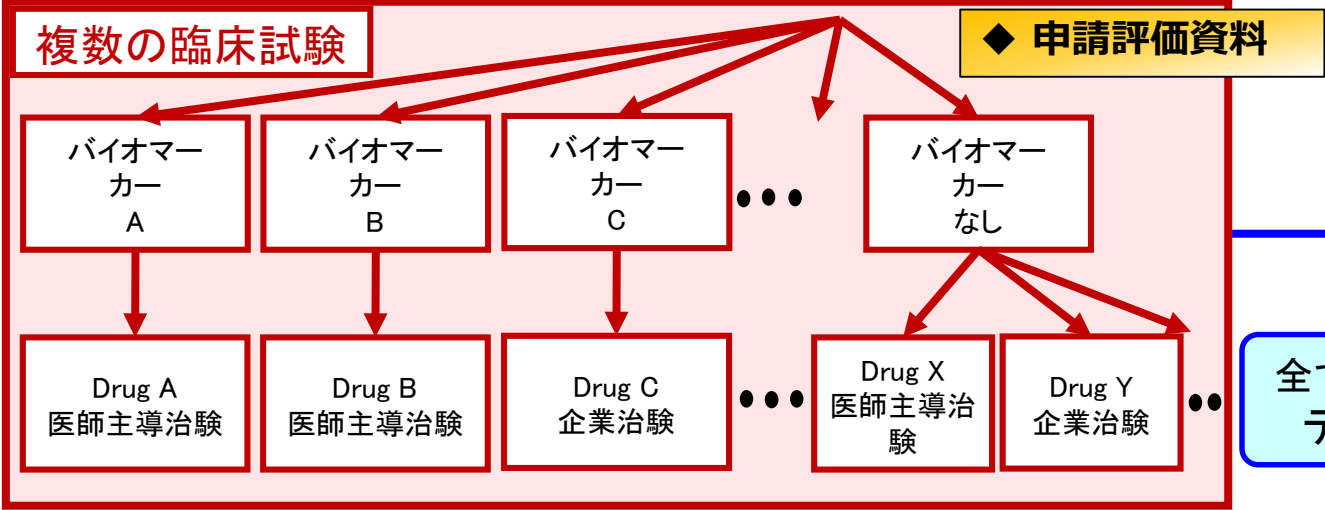 複数の臨床試験
◆ 申請評価資料
バイオマー
カー
A
バイオマー
カー
B
バイオマー
カー
C
バイオマー
カー
なし
Drug A
医師主導治験
Drug B
医師主導治験
Drug C
企業治験
Drug X
医師主導治
験
Drug Y
企業治験
全